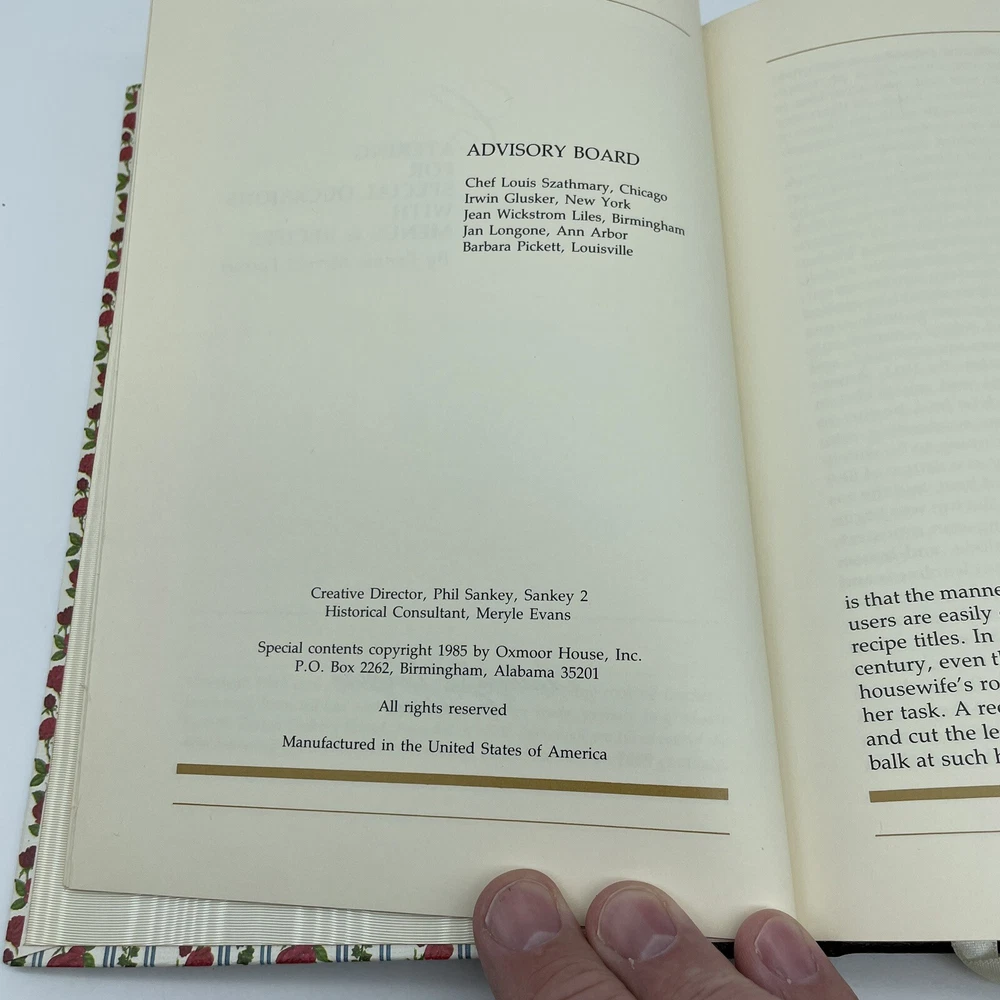 ADVISORY BOARD
Chef Louis Szathmary, Chicago
Irwin Glusker, New York
Jean Wickstrom Liles, Birmingham
Jan Longone, Ann Arbor
Barbara Pickett, Louisville
Creative Director, Phil Sankey, Sankey 2
Historical Consultant, Meryle Evans
Special contents copyright 1985 by Oxmoor House, Inc.
P.O. Box 2262, Birmingham, Alabama 35201
All rights reserved
Manufactured in the United States of America
is that the manne
users are easily
recipe titles. In
century, even t
housewife's ro
her task. A re
and cut the le
balk at such